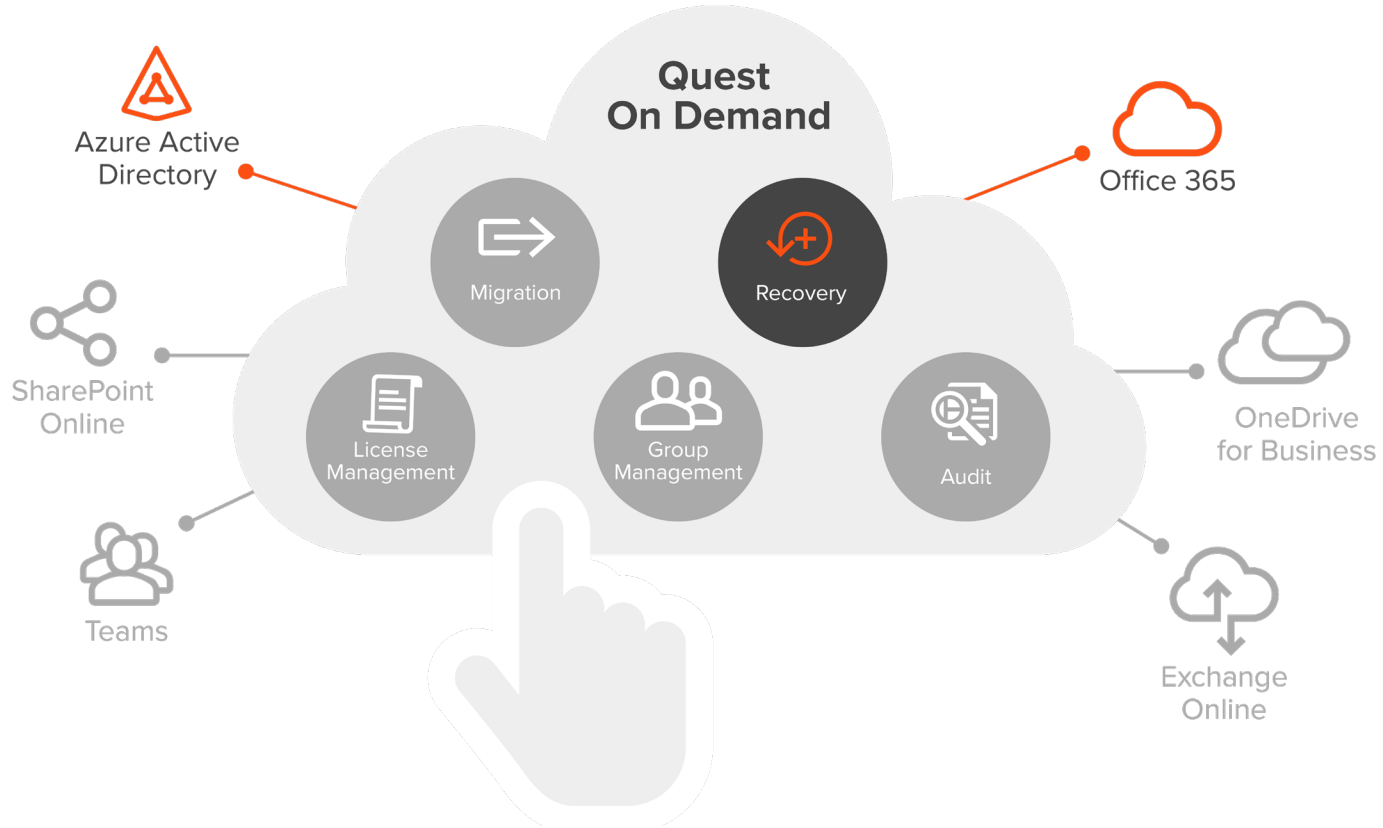 Quest
On Demand
Azure Active
Directory
Office 365
Migration
Recovery
SharePoint
Online
License
Management
Group
Management
Audit
OneDrive
for Business
Teams
Exchange
Online